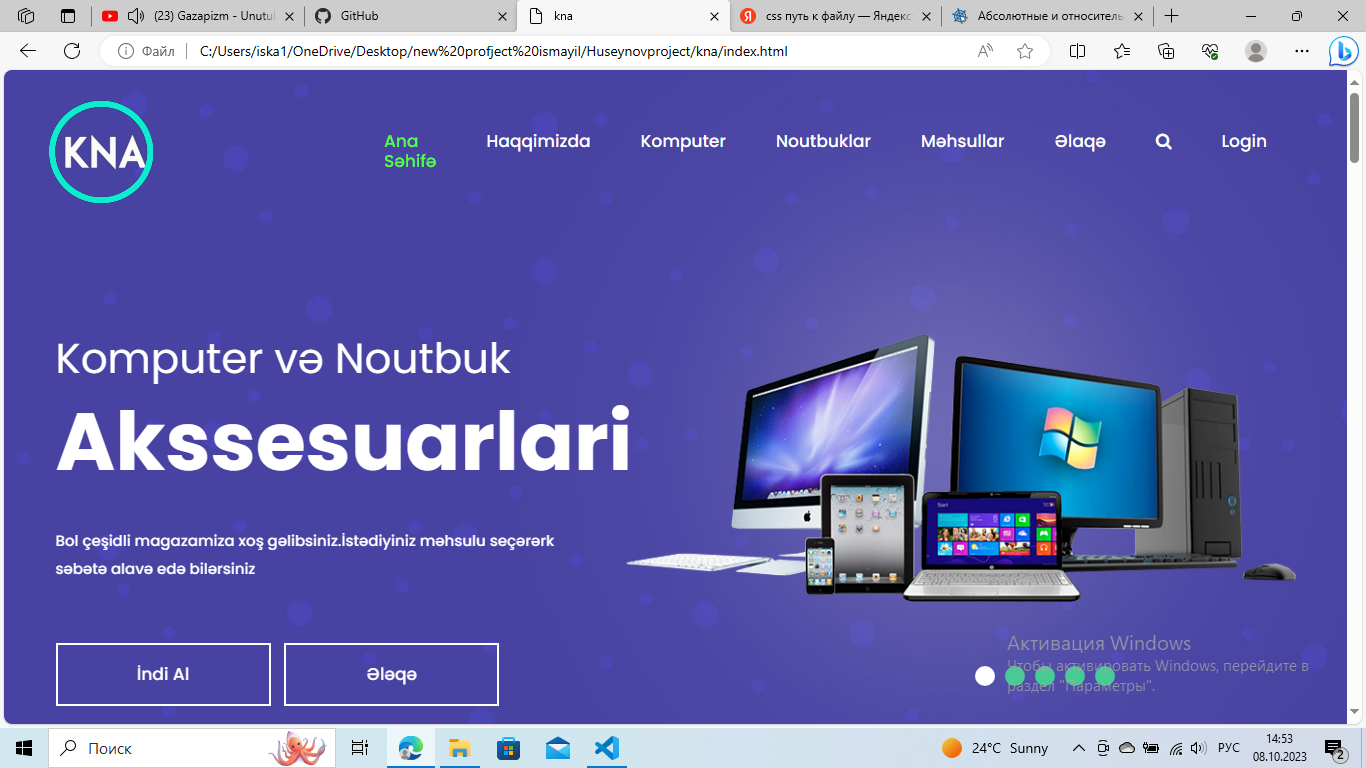 (23) Gazapizm - Unutul
GitHub
kna
css путь к файлу — Яндекс:
Абсолютные и относитель
Файл
C:/Users/iska1/OneDrive/Desktop/new%20profject%20ismayil/Huseynovproject/kna/index.html
KNA
Ana
Səhifə
Haqqimizda
Komputer
Noutbuklar
Məhsullar
Əlaqə
Login
Komputer və Noutbuk
Akssesuarlari
Bol çeşidli magazamiza xoş gelibsiniz.İstədiyiniz məhsulu seçərərk
səbətə alavə edə bilərsiniz
İndi Al
Ələqə
Start
Активация Windows
Чтобы активировать Windows, перейдите в
раздел "Параметры".
Поиск
24°C Sunny
РУС
14:53
08.10.2023
2